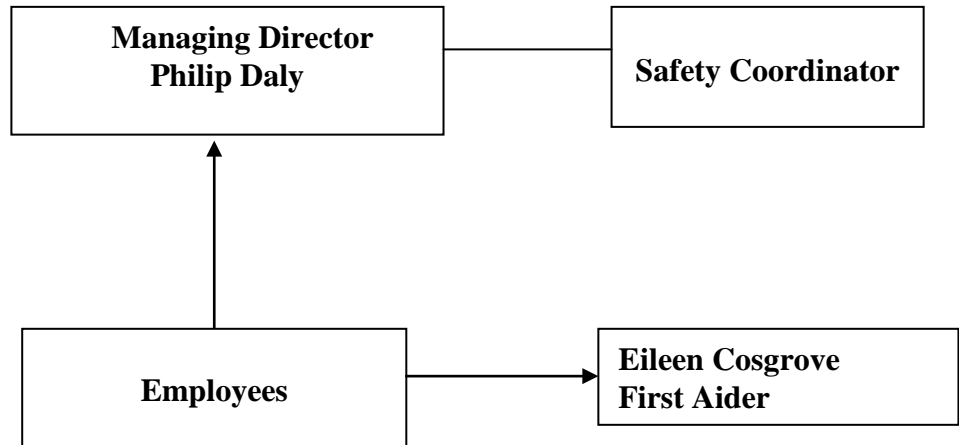 Managing Director
Philip Daly
Safety Coordinator
Employees
Eileen Cosgrove
First Aider